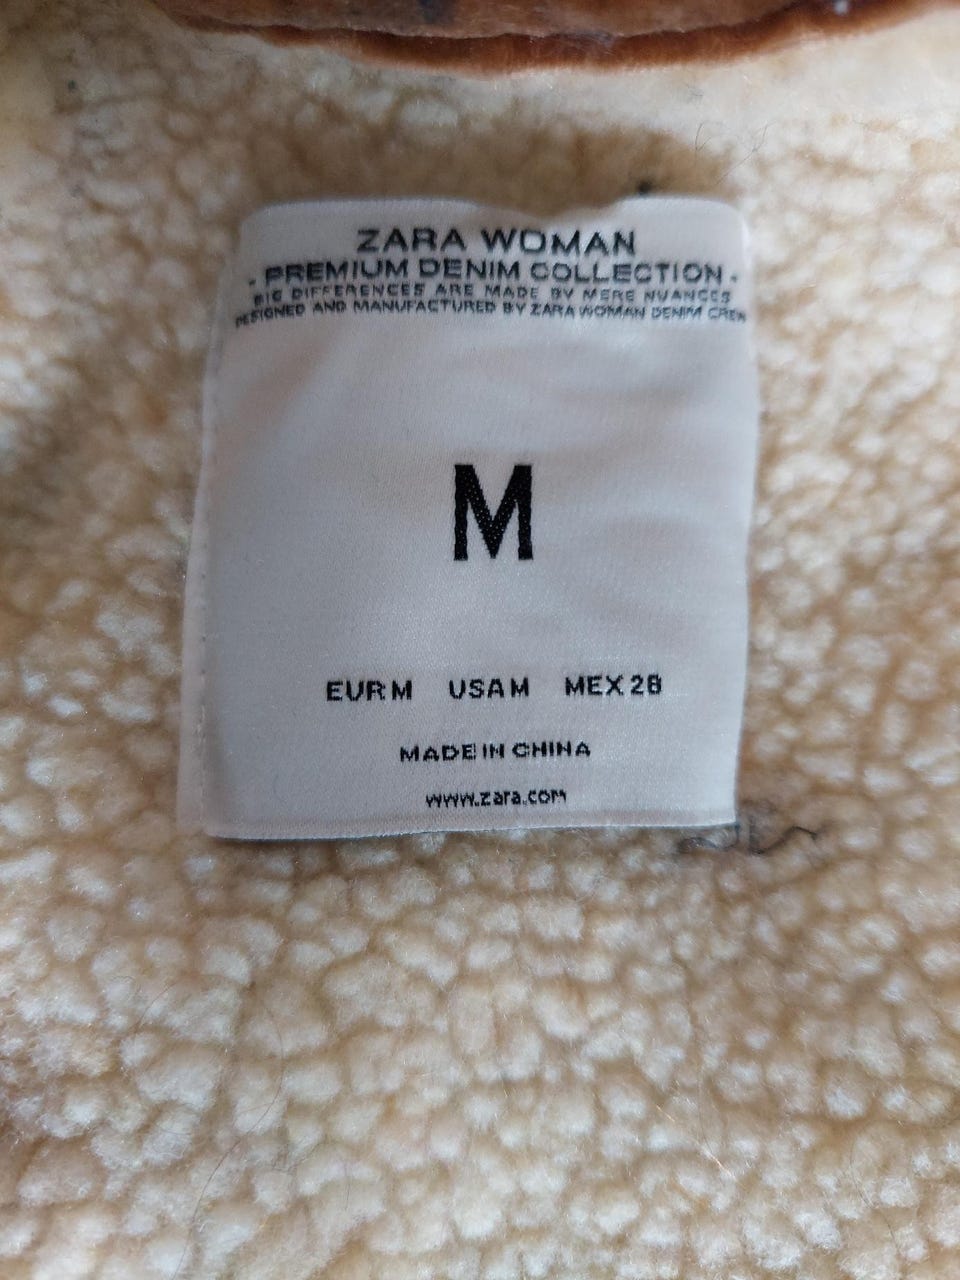 ZARA WOMAN
- PREMIUM DENIM COLLECTION -
BIG DIFFERENCES ARE MADE BY MERE NUANCES
DESIGNED AND MANUFACTURED BY ZARA WOMAN DENIM CREW
M
EUR M USA M MEX 28
MADE IN CHINA
www.zara.com